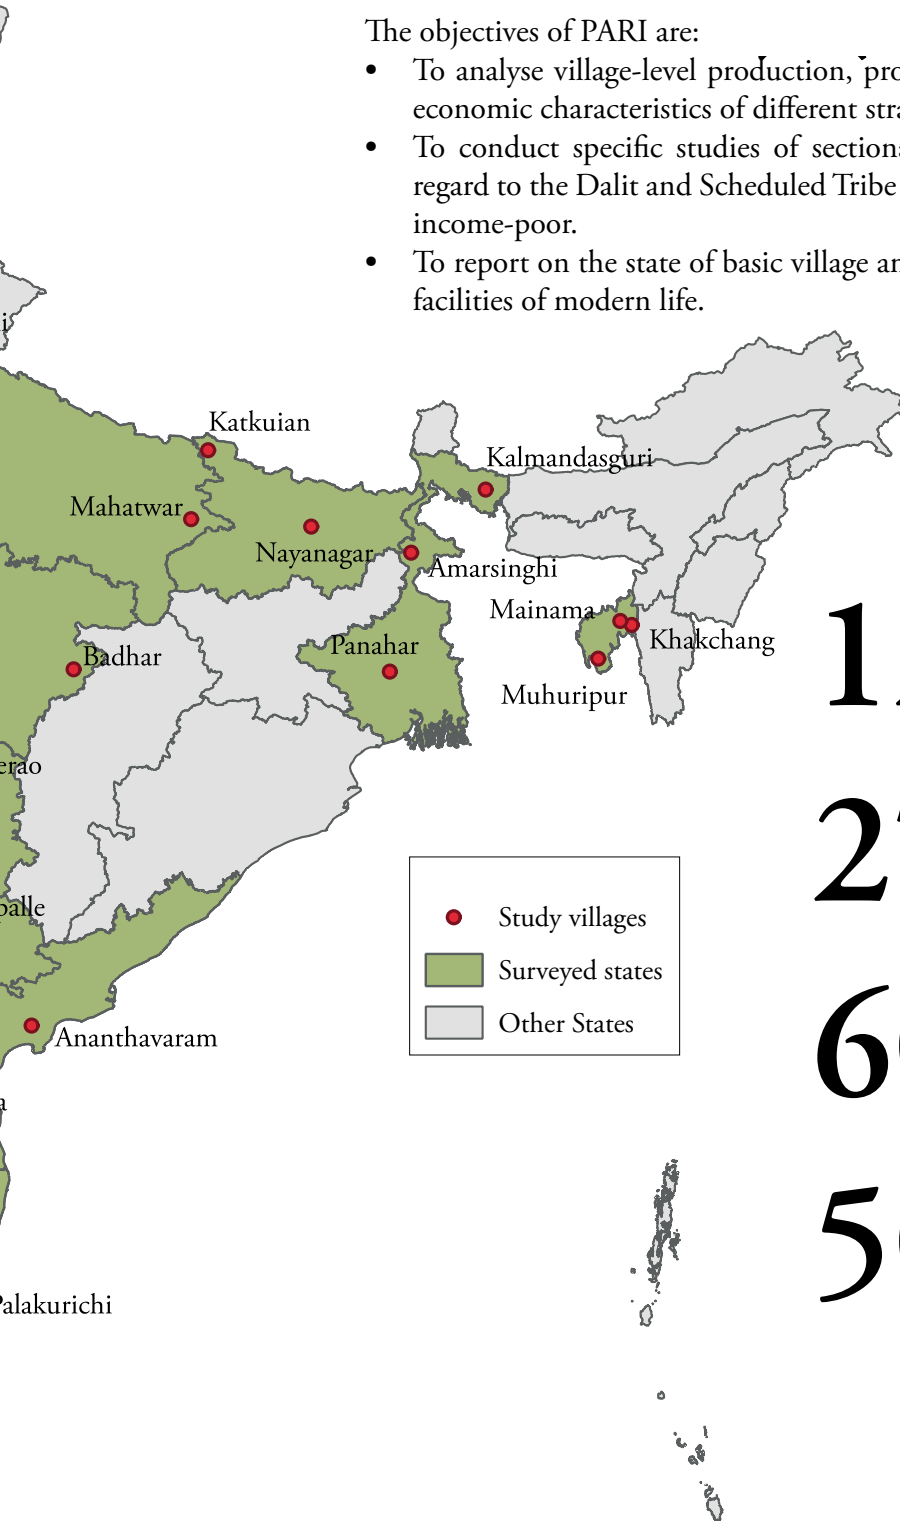 The objectives of PARI are:
• To analyse village-level production,
economic characteristics of different
• To conduct specific studies of
regard to the Dalit and Scheduled Tribe
income-poor.
• To report on the state of basic village
facilities of modern life.
Katkuian
Kalmandasguri
Mahatwar
Nayanagar
Amarsinghi
Mainama
Panahar
Khakchang
Badhar
Muhuripur
erao
Study villages
palle
Surveyed states
Other States
Ananthavaram
Palakurichi